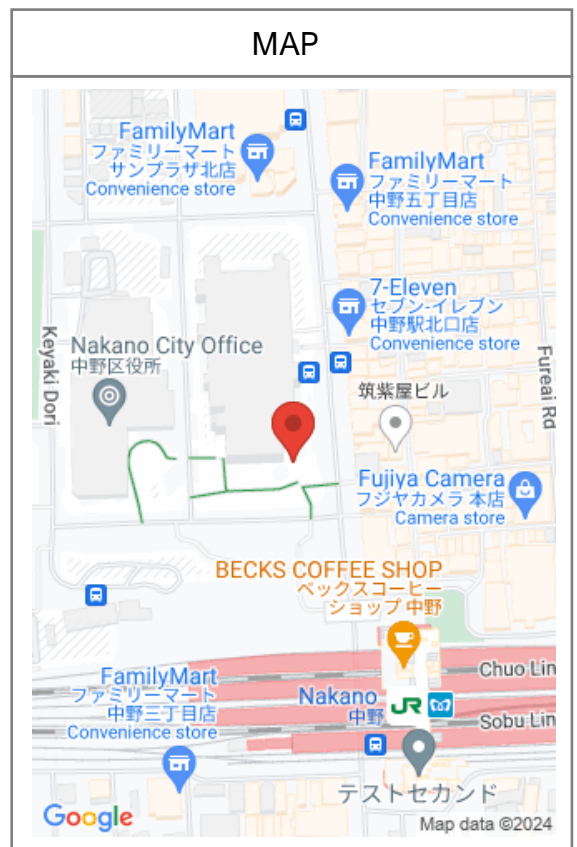 MAP
FamilyMart
ファミリーマート
サンプラザ北店
Convenience store
FamilyMart
ファミリーマート
中野五丁目店
Convenience store
7-Eleven
セブン-イレブン
中野駅北口店
Convenience store
Keyaki Dori
Nakano City Office
中野区役所
Fureai Rd
筑紫屋ビル
Fujiya Camera
フジヤカメラ 本店
Camera store
BECKS COFFEE SHOP
ベックスコーヒー
ショップ 中野
Chuo Lin
FamilyMart
ファミリーマート
中野三丁目店
Convenience store
Nakano
中野
JR
Sobu Lin
テストセカンド
Google
Map data ©2024